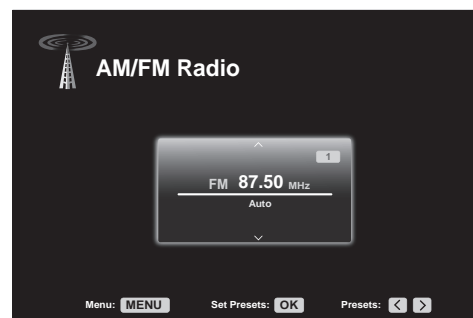 AM/FM Radio
1
FM 87.50 MHz
Auto
Menu: MENU Set Presets: OK Presets: < >